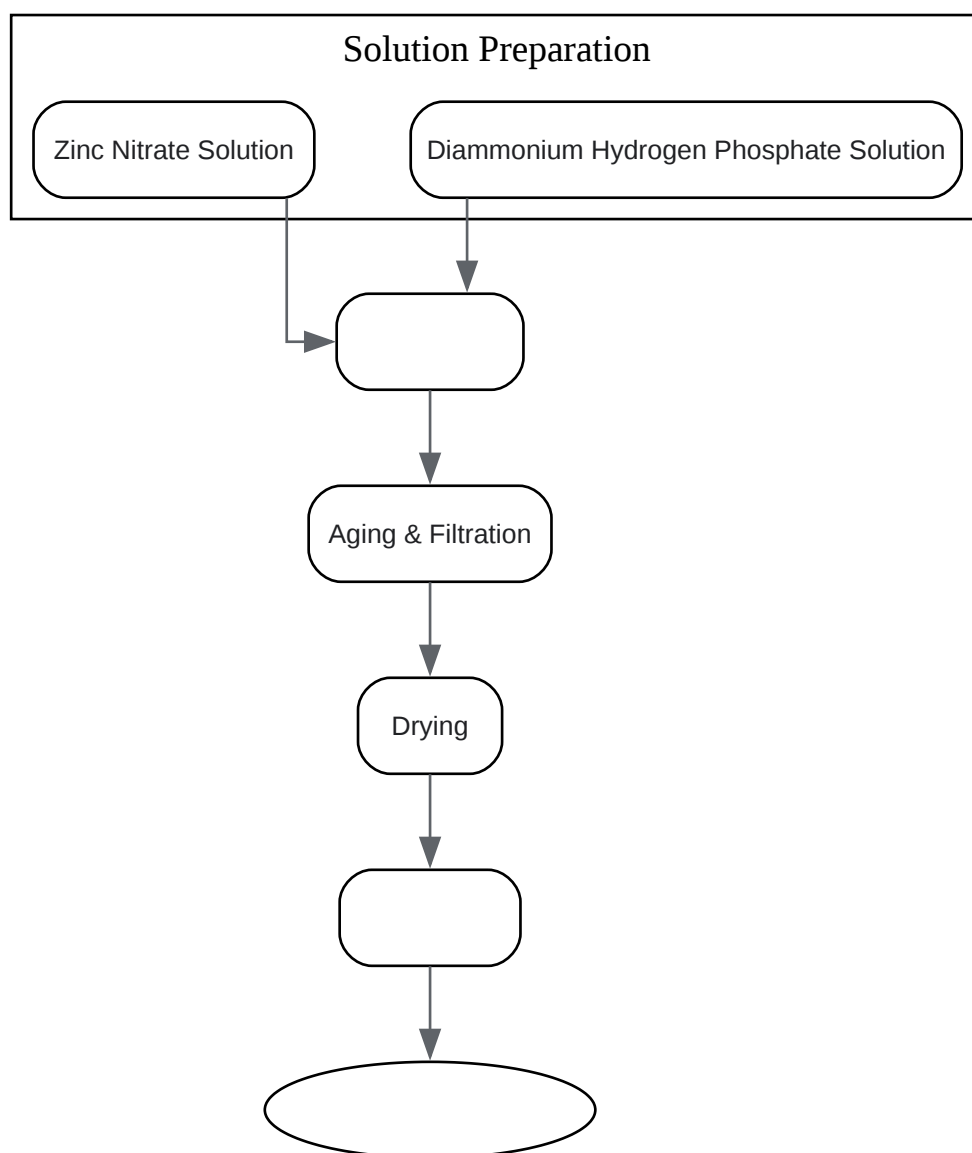 Solution Preparation
Zinc Nitrate Solution
Diammonium Hydrogen Phosphate Solution
Aging & Filtration
Drying